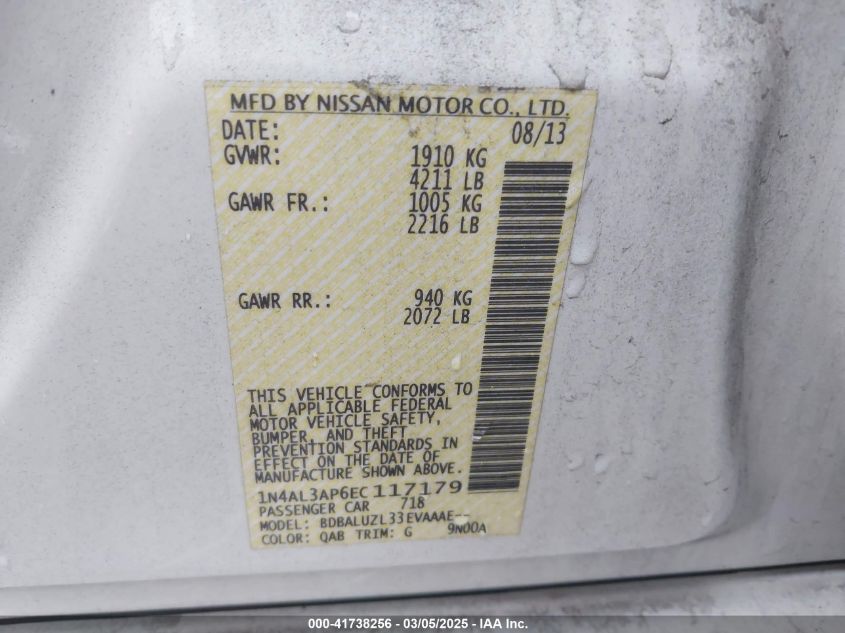 MFD BY NISSAN MOTOR CO., LTD.
DATE: 08/13
GVWR: 1910 KG
4211 LB
GAWR FR.: 1005 KG
2216 LB
GAWR RR.: 940 KG
2072 LB
THIS VEHICLE CONFORMS TO
ALL APPLICABLE FEDERAL
MOTOR VEHICLE SAFETY,
BUMPER, AND THEFT
PREVENTION STANDARDS IN
EFFECT ON THE DATE OF
MANUFACTURE SHOWN ABOVE.
1N4AL3AP6EC117179
PASSENGER CAR 718
MODEL: BDBALUZL33EVAAAE--
COLOR: QAB TRIM: G 9N00A
000-41738256 - 03/05/2025 - IAA Inc.